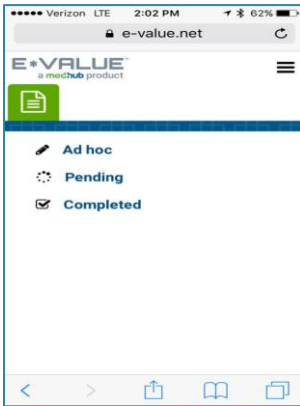 Verizon LTE 2:02 PM 62%
e-value.net
E*VALUE
a medhub product
Ad hoc
Pending
Completed